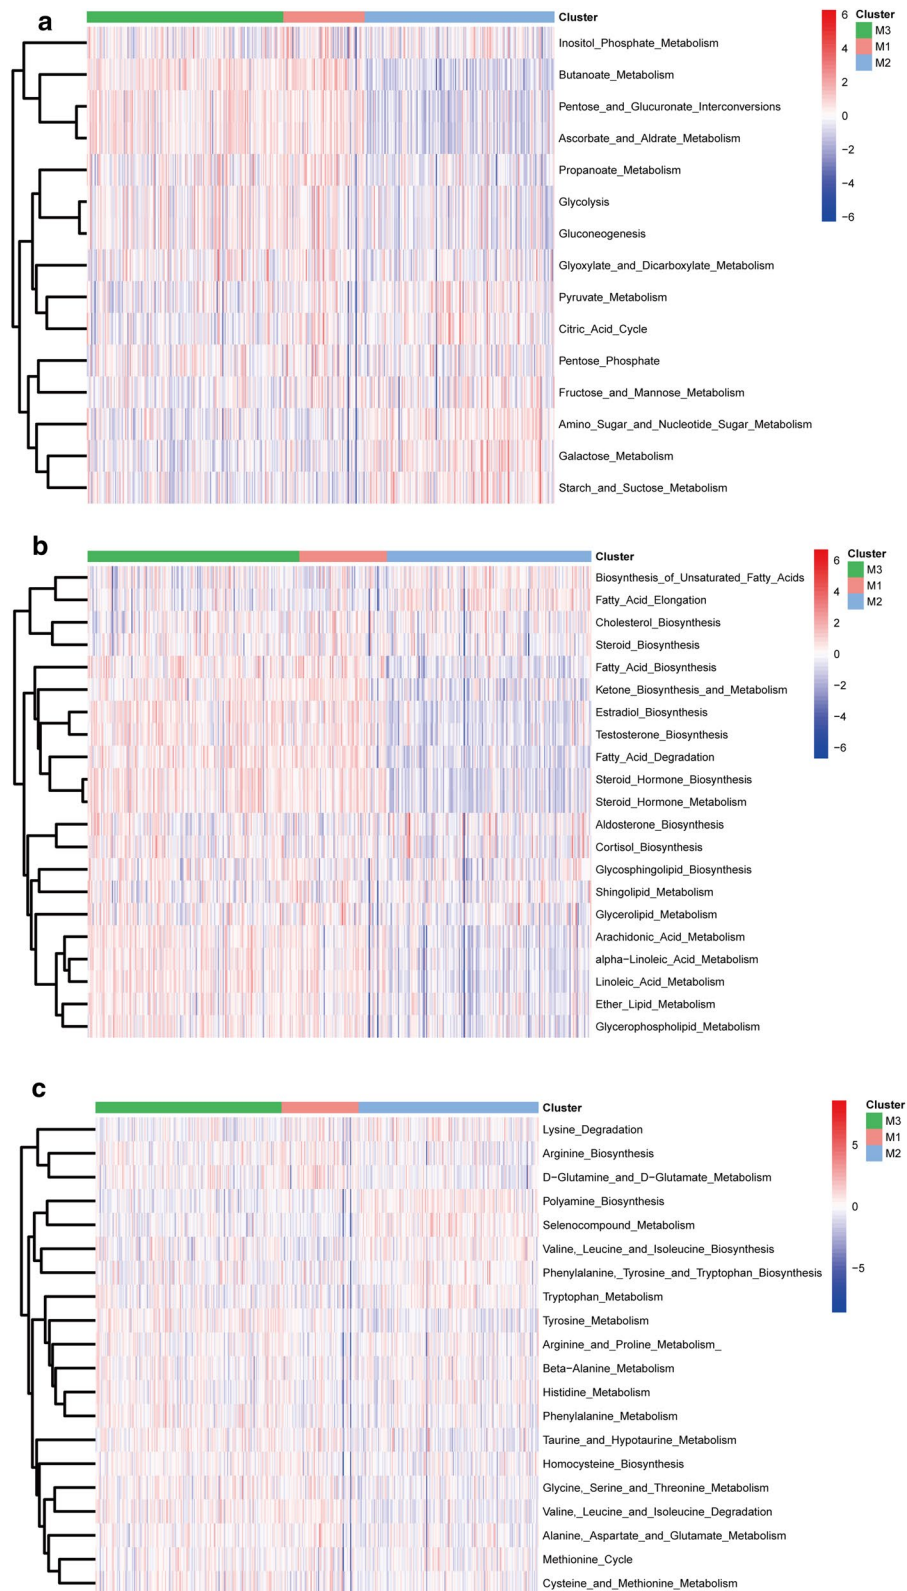 a
Cluster
Inositol_Phosphate_Metabolism
Butanoate_Metabolism
Pentose_and_Glucuronate_Interconversions
Ascorbate_and_Aldrate_Metabolism
Propanoate_Metabolism
Glycolysis
Gluconeogenesis
Glyoxylate_and_Dicarboxylate_Metabolism
Pyruvate_Metabolism
Citric_Acid_Cycle
Pentose_Phosphate
Fructose_and_Mannose_Metabolism
Amino_Sugar_and_Nucleotide_Sugar_Metabolism
Galactose_Metabolism
Starch_and_Suctose_Metabolism
6
4
2
0
−2
−4
−6
Cluster
M3
M1
M2
b
Cluster
Biosynthesis_of_Unsaturated_Fatty_Acids
Fatty_Acid_Elongation
Cholesterol_Biosynthesis
Steroid_Biosynthesis
Fatty_Acid_Biosynthesis
Ketone_Biosynthesis_and_Metabolism
Estradiol_Biosynthesis
Testosterone_Biosynthesis
Fatty_Acid_Degradation
Steroid_Hormone_Biosynthesis
Steroid_Hormone_Metabolism
Aldosterone_Biosynthesis
Cortisol_Biosynthesis
Glycosphingolipid_Biosynthesis
Shingolipid_Metabolism
Glycerolipid_Metabolism
Arachidonic_Acid_Metabolism
alpha−Linoleic_Acid_Metabolism
Linoleic_Acid_Metabolism
Ether_Lipid_Metabolism
Glycerophospholipid_Metabolism
6
4
2
0
−2
−4
−6
Cluster
M3
M1
M2
c
Cluster
Lysine_Degradation
Arginine_Biosynthesis
D−Glutamine_and_D−Glutamate_Metabolism
Polyamine_Biosynthesis
Selenocompound_Metabolism
Valine,_Leucine_and_Isoleucine_Biosynthesis
Phenylalanine,_Tyrosine_and_Tryptophan_Biosynthesis
Tryptophan_Metabolism
Tyrosine_Metabolism
Arginine_and_Proline_Metabolism_
Beta−Alanine_Metabolism
Histidine_Metabolism
Phenylalanine_Metabolism
Taurine_and_Hypotaurine_Metabolism
Homocysteine_Biosynthesis
Glycine,_Serine_and_Threonine_Metabolism
Valine,_Leucine_and_Isoleucine_Degradation
Alanine,_Aspartate_and_Glutamate_Metabolism
Methionine_Cycle
Cysteine_and_Methionine_Metabolism
5
0
−5
Cluster
M3
M1
M2